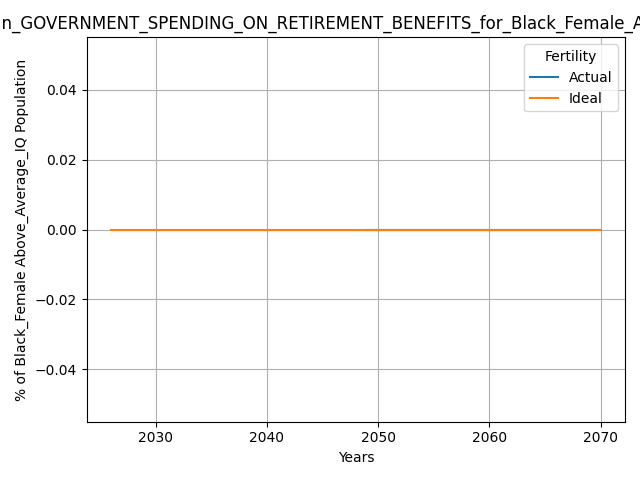 n_GOVERNMENT_SPENDING_ON_RETIREMENT_BENEFITS_for_Black_Female_A
Fertility
Actual
Ideal
% of Black_Female Above_Average_IQ Population
0.04
0.02
0.00
−0.02
−0.04
2030 2040 2050 2060 2070
Years